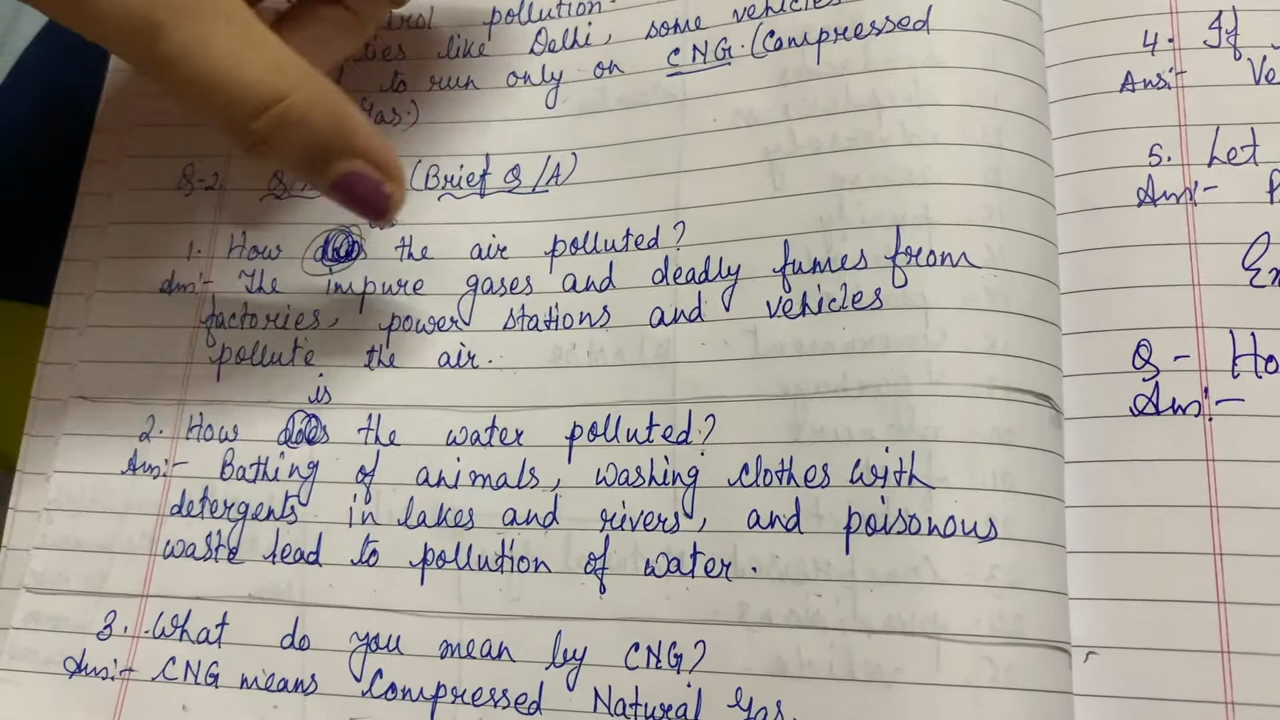 pollution
like Delhi, some vehicles
to run only on CNG. (Compressed
Gas.)
Q-2 (Brief Q/A)
1. How the air polluted?
Ans:- The impure gases and deadly fumes from
factories, power stations and vehicles
pollute the air.
is
2. How the water polluted?
Ans:- Bathing of animals, washing clothes with
detergents in lakes and rivers, and poisonous
waste lead to pollution of water.
3. What do you mean by CNG?
Ans:- CNG means Compressed Natural Gas.
4. If
Ans:- Ve
5. Let
Ans:- P
Ex
Q- Ho
Ans:-